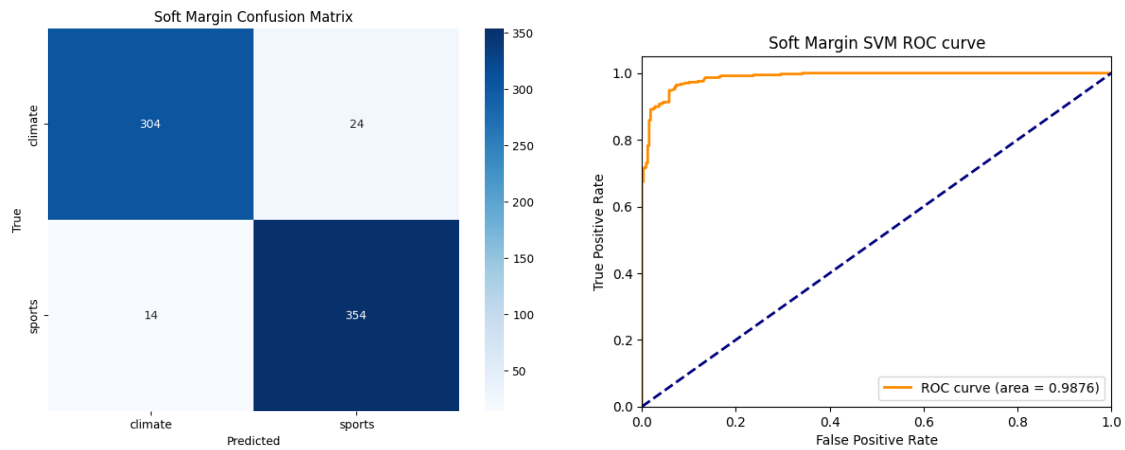 Soft Margin Confusion Matrix
True
climate
sports
304
24
14
354
climate
sports
Predicted
350
300
250
200
150
100
50
Soft Margin SVM ROC curve
True Positive Rate
1.0
0.8
0.6
0.4
0.2
0.0
ROC curve (area = 0.9876)
0.0
0.2
0.4
0.6
0.8
1.0
False Positive Rate